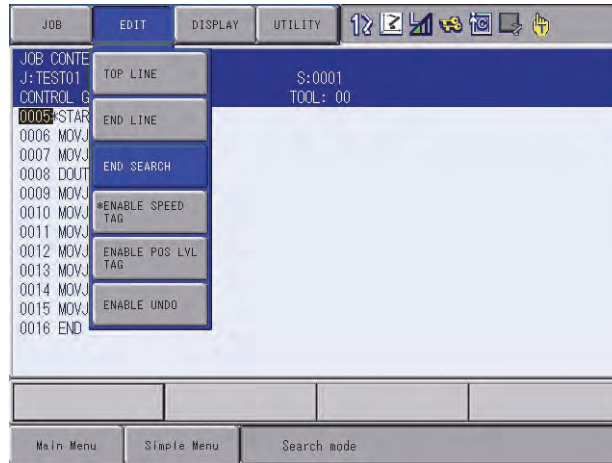 JOB EDIT DISPLAY UTILITY
JOB CONTE
J:TEST01 S:0001
CONTROL G TOOL: 00
TOP LINE
END LINE
END SEARCH
*ENABLE SPEED
TAG
ENABLE POS LVL
TAG
ENABLE UNDO
0005 *STAR
0006 MOVJ
0007 MOVJ
0008 DOUT
0009 MOVJ
0010 MOVJ
0011 MOVJ
0012 MOVJ
0013 MOVJ
0014 MOVJ
0015 MOVJ
0016 END
Main Menu Simple Menu Search mode